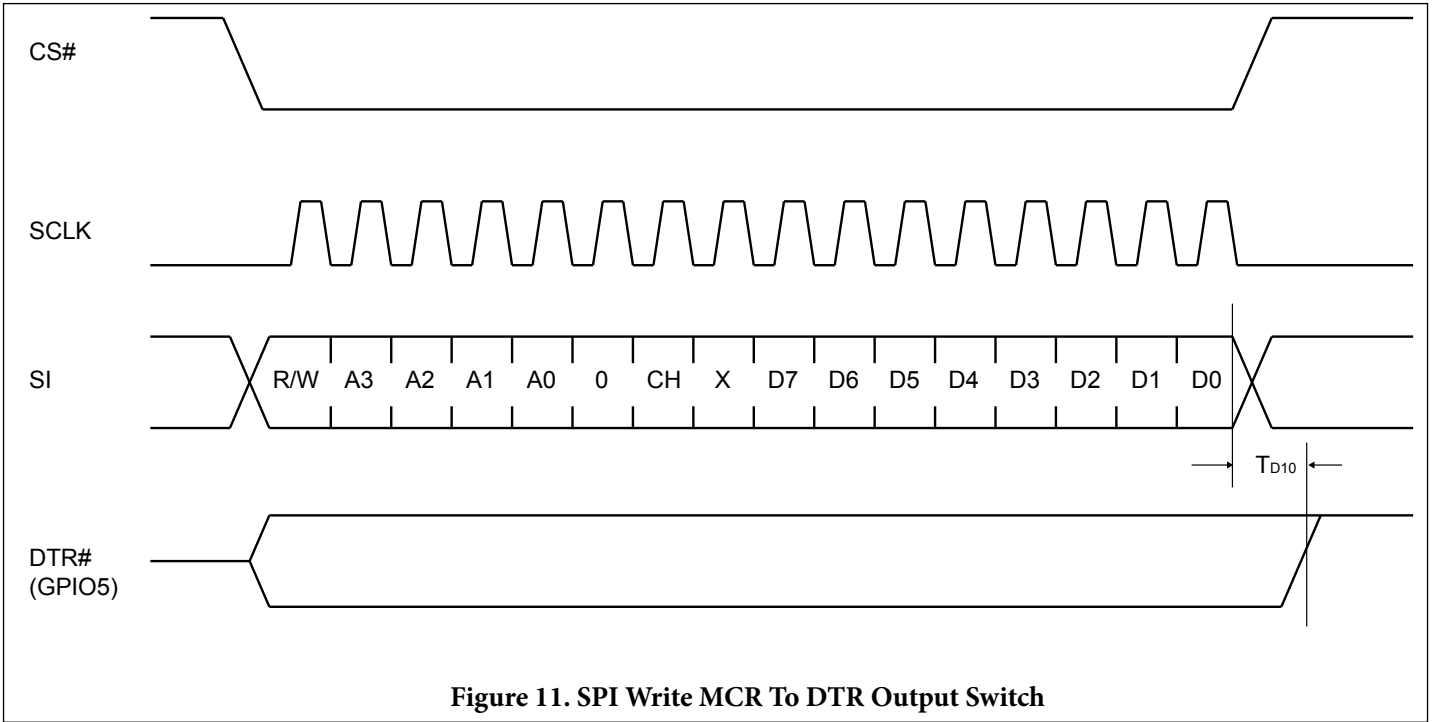 CS#
SCLK
SI
R/W A3 A2 A1 A0 0 CH X D7 D6 D5 D4 D3 D2 D1 D0
TD10
DTR#
(GPIO5)
Figure 11. SPI Write MCR To DTR Output Switch